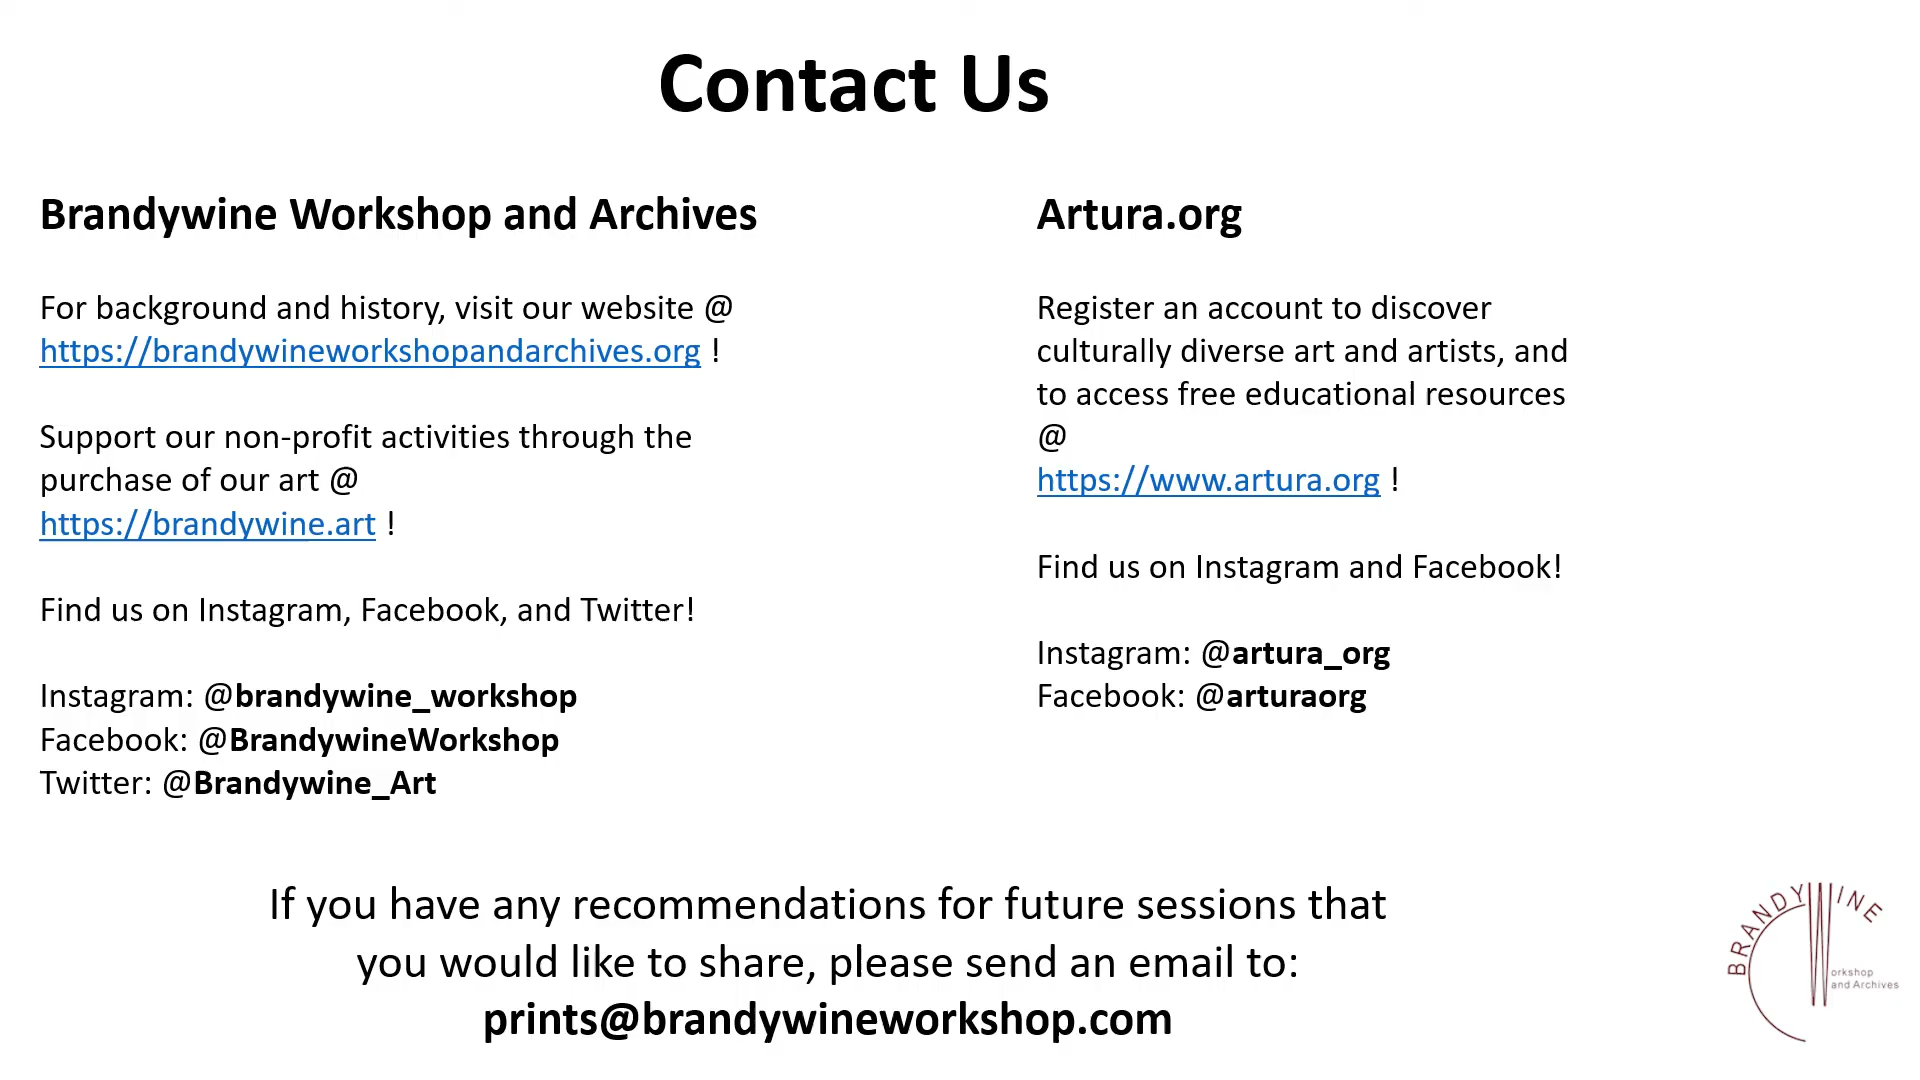 Contact Us
Brandywine Workshop and Archives
For background and history, visit our website @
https://brandywineworkshopandarchives.org !
Support our non-profit activities through the
purchase of our art @
https://brandywine.art !
Find us on Instagram, Facebook, and Twitter!
Instagram: @brandywine_workshop
Facebook: @BrandywineWorkshop
Twitter: @Brandywine_Art
Artura.org
Register an account to discover
culturally diverse art and artists, and
to access free educational resources
@
https://www.artura.org !
Find us on Instagram and Facebook!
Instagram: @artura_org
Facebook: @arturaorg
If you have any recommendations for future sessions that
you would like to share, please send an email to:
prints@brandywineworkshop.com
BRANDYWINE
orkshop
and Archives